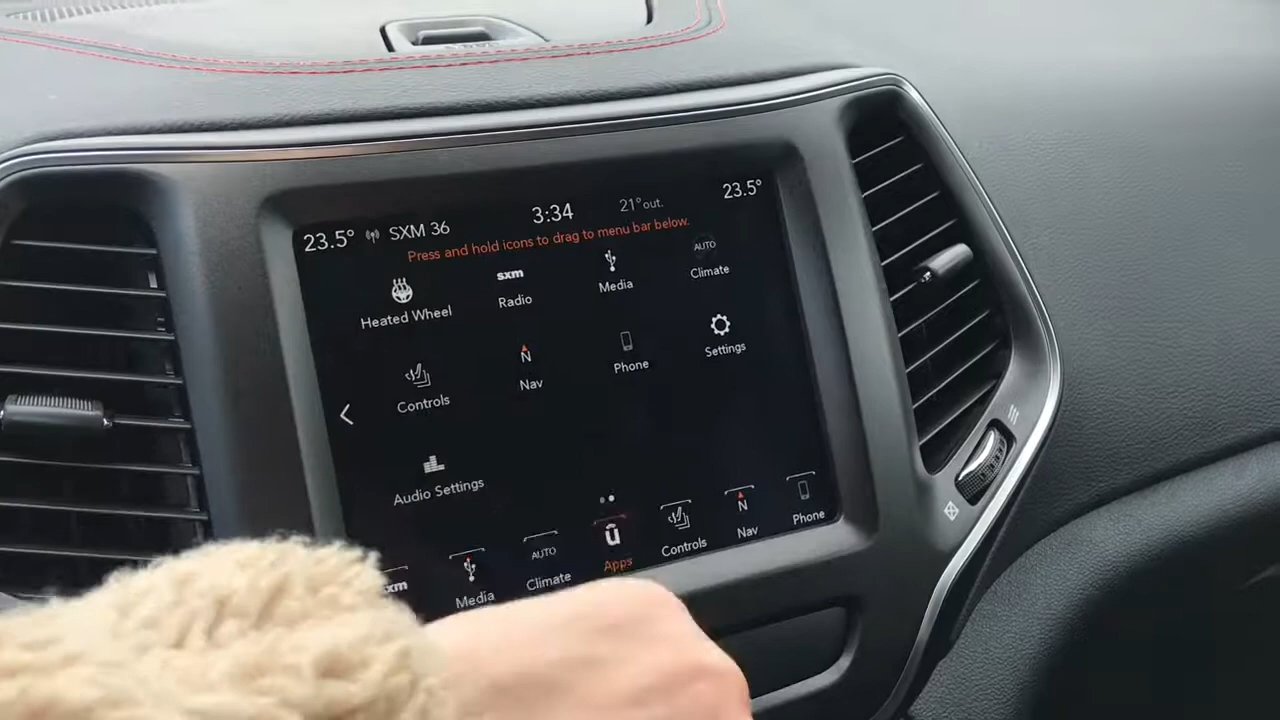 23.5° SXM 36 3:34 21° out. 23.5°
Press and hold icons to drag to menu bar below.
Heated Wheel
sxm
Radio
Media
AUTO
Climate
Controls
N
Nav
Phone
Settings
Audio Settings
xm
Media
AUTO
Climate
ū
Apps
Controls
N
Nav
Phone